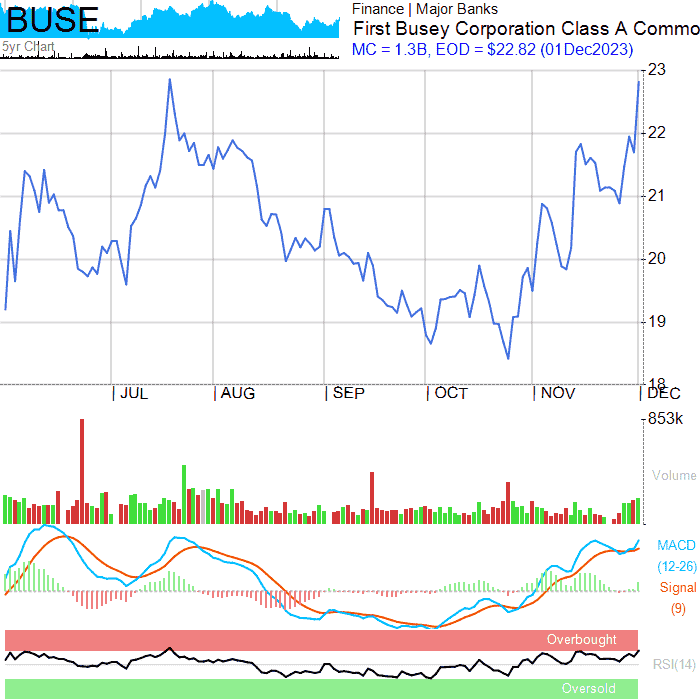 BUSE
5yr Chart
Finance | Major Banks
First Busey Corporation Class A Commo
MC = 1.3B, EOD = $22.82 (01Dec2023)
23
22
21
20
19
18
JUL AUG SEP OCT NOV DEC
853k
Volume
MACD
(12-26)
Signal
(9)
Overbought
RSI(14)
Oversold